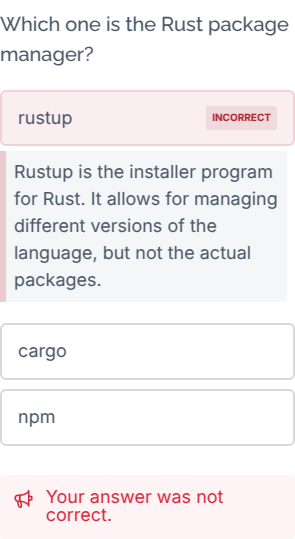 Which one is the Rust package
manager?
rustup INCORRECT
Rustup is the installer program
for Rust. It allows for managing
different versions of the
language, but not the actual
packages.
cargo
npm
Your answer was not
correct.